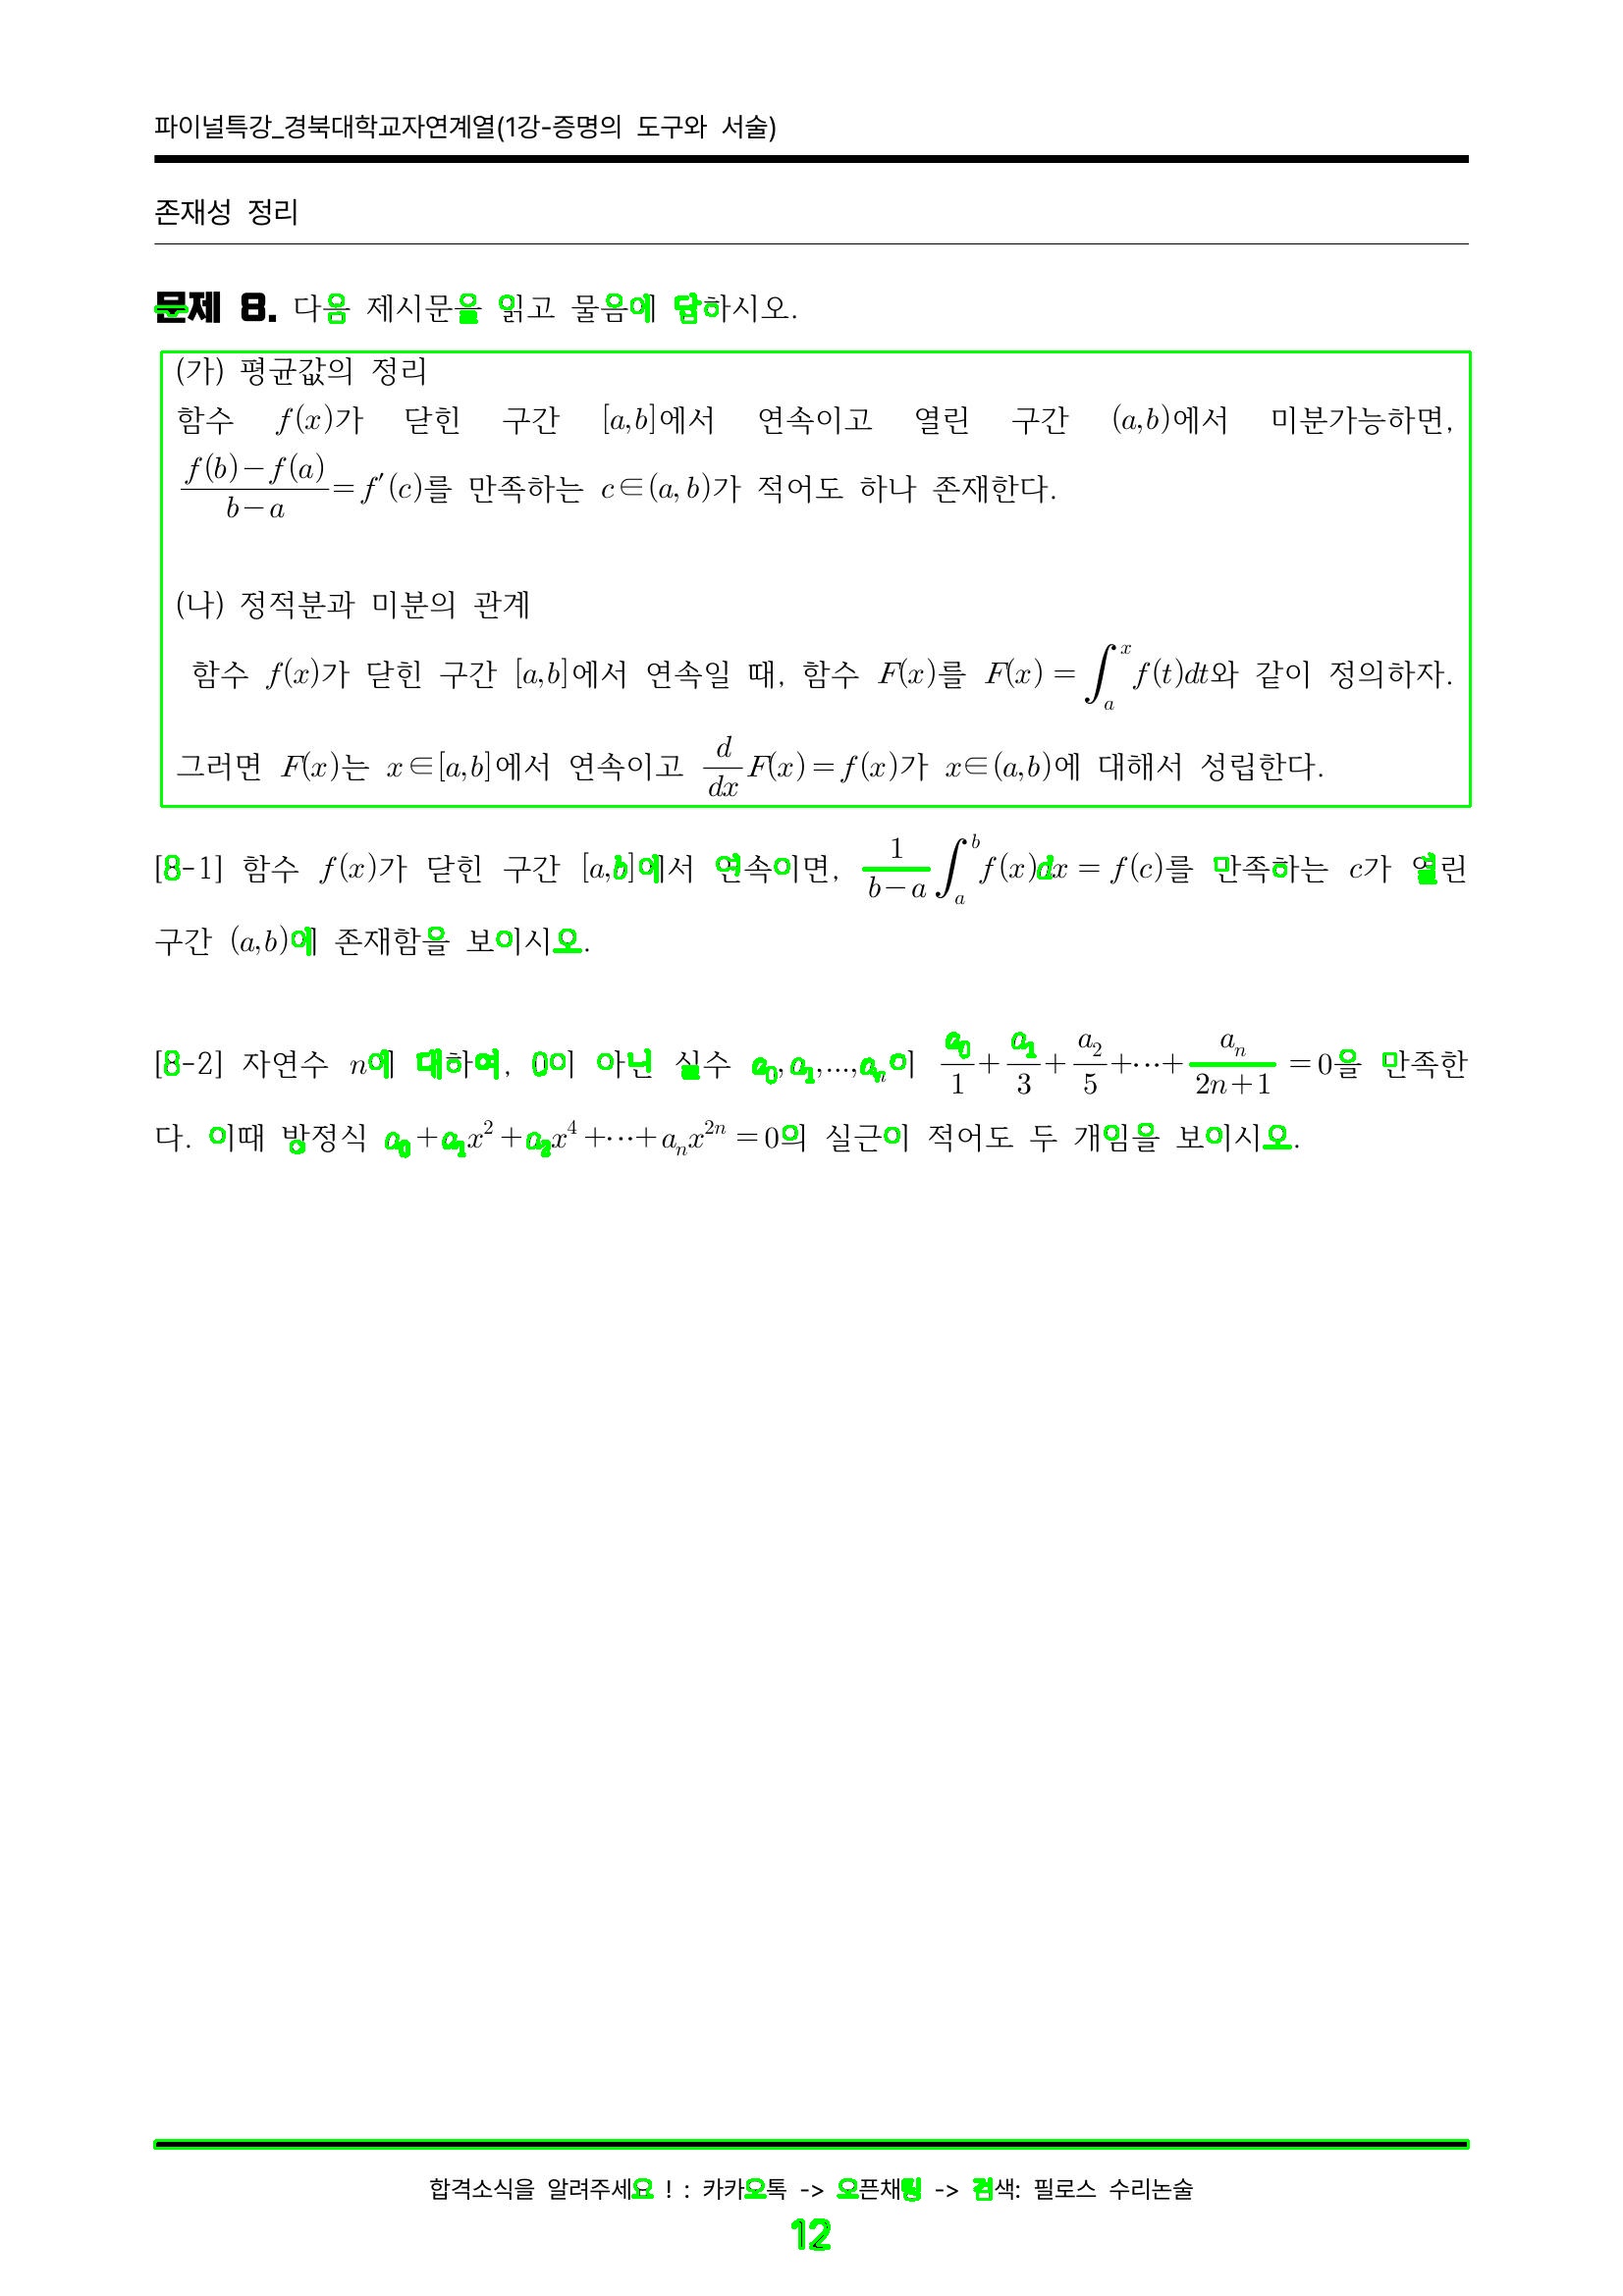 파이널특강_경북대학교자연계열(1강-증명의 도구와 서술)
존재성 정리
문제 8. 다음 제시문을 읽고 물음에 답하시오.
(가) 평균값의 정리
함수 f(x)가 닫힌 구간 [a,b]에서 연속이고 열린 구간 (a,b)에서 미분가능하면,
\frac{f(b)-f(a)}{b-a}=f′(c)를 만족하는 c∈(a, b)가 적어도 하나 존재한다.
(나) 정적분과 미분의 관계
함수 f(x)가 닫힌 구간 [a,b]에서 연속일 때, 함수 F(x)를 F(x) = \int_a^x f(t)dt와 같이 정의하자.
그러면 F(x)는 x∈[a,b]에서 연속이고 \frac{d}{dx}F(x)=f(x)가 x∈(a,b)에 대해서 성립한다.
[8-1] 함수 f(x)가 닫힌 구간 [a,b]에서 연속이면, \frac{1}{b-a}\int_a^b f(x)dx = f(c)를 만족하는 c가 열린
구간 (a,b)에 존재함을 보이시오.
[8-2] 자연수 n에 대하여, 0이 아닌 실수 a_0, a_1, ..., a_n이 \frac{a_0}{1}+\frac{a_1}{3}+\frac{a_2}{5}+⋯+\frac{a_n}{2n+1} = 0을 만족한
다. 이때 방정식 a_0+a_1x^2+a_2x^4+⋯+a_nx^{2n} = 0의 실근이 적어도 두 개임을 보이시오.
합격소식을 알려주세요 ! : 카카오톡 -> 오픈채팅 -> 검색: 필로스 수리논술
12